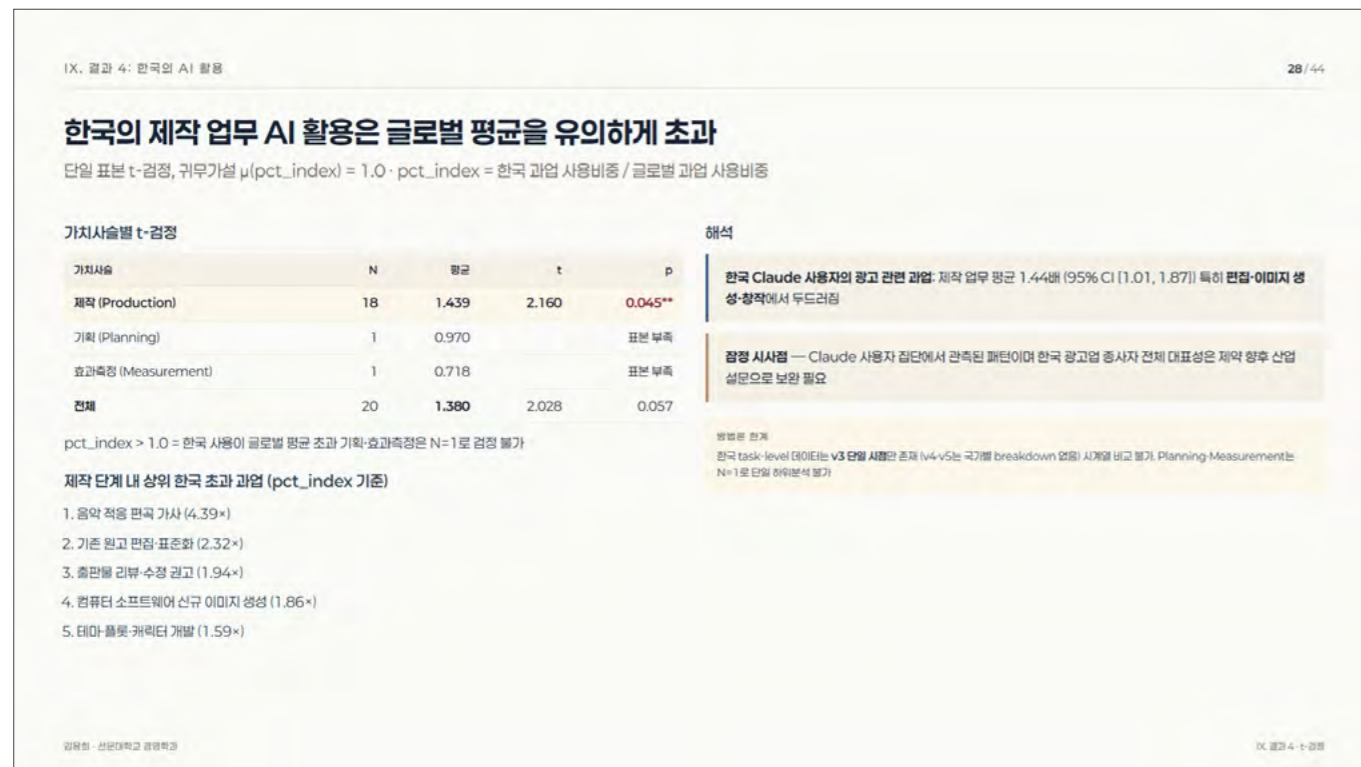 IX. 결과 4: 한국의 AI 활용
28/44
한국의 제작 업무 AI 활용은 글로벌 평균을 유의하게 초과
단일 표본 t-검정, 귀무가설 μ(pct_index) = 1.0 · pct_index = 한국 과업 사용비중 / 글로벌 과업 사용비중
가치사슬별 t-검정
가치사슬 N 평균 t p
제작 (Production) 18 1.439 2.160 0.045**
기획 (Planning) 1 0.970 표본 부족
효과측정 (Measurement) 1 0.718 표본 부족
전체 20 1.380 2.028 0.057
pct_index > 1.0 = 한국 사용이 글로벌 평균 초과 기획·효과측정은 N=1로 검정 불가
제작 단계 내 상위 한국 초과 과업 (pct_index 기준)
1. 음악 적응 편곡 가사 (4.39×)
2. 기존 원고 편집·표준화 (2.32×)
3. 출판물 리뷰·수정 권고 (1.94×)
4. 컴퓨터 소프트웨어 신규 이미지 생성 (1.86×)
5. 테마·플롯·캐릭터 개발 (1.59×)
해석
한국 Claude 사용자의 광고 관련 과업: 제작 업무 평균 1.44배 (95% CI [1.01, 1.87]) 특히 편집·이미지 생
성·창작에서 두드러짐
잠정 시사점 — Claude 사용자 집단에서 관측된 패턴이며 한국 광고업 종사자 전체 대표성은 제약 향후 산업
설문으로 보완 필요
방법론 한계
한국 task-level 데이터는 v3 단일 시점만 존재 (v4·v5는 국가별 breakdown 없음) 시계열 비교 불가. Planning·Measurement는
N=1로 단일 하위분석 불가
김용희 · 선문대학교 경영학과
IX. 결과 4 · t-검정